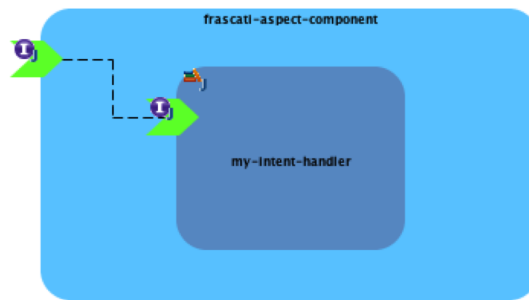 frascati-aspect-component
I
J
J
I
J
my-intent-handler